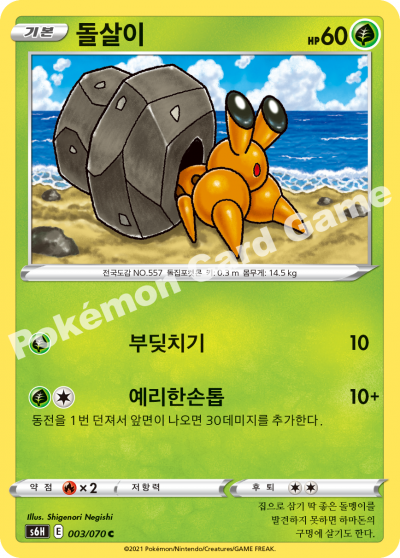 기본 돌살이 HP 60
전국도감 NO.557 돌집포켓몬 키: 0.3 m 몸무게: 14.5 kg
부딪치기 10
예리한손톱 10+
동전을 1번 던져서 앞면이 나오면 30데미지를 추가한다.
약점 ×2 저항력 후퇴
Illus. Shigenori Negishi
s6H E 003/070 C
집으로 삼기 딱 좋은 돌멩이를
발견하지 못하면 하마돈의
구멍에 살기도 한다.
©2021 Pokémon/Nintendo/Creatures/GAME FREAK.
Pokémon Card Game